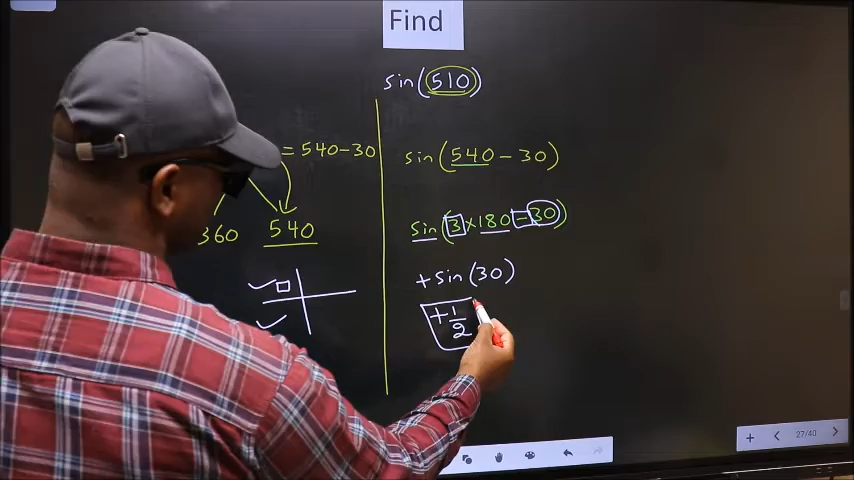 Find
sin(510)
= 540-30
360 540
sin(540-30)
sin(3×180-30)
+sin(30)
+1/2
27/40